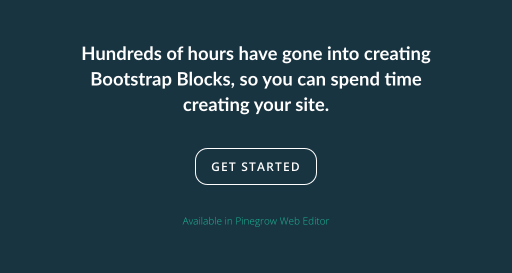 Hundreds of hours have gone into creating
Bootstrap Blocks, so you can spend time
creating your site.
GET STARTED
Available in Pinegrow Web Editor